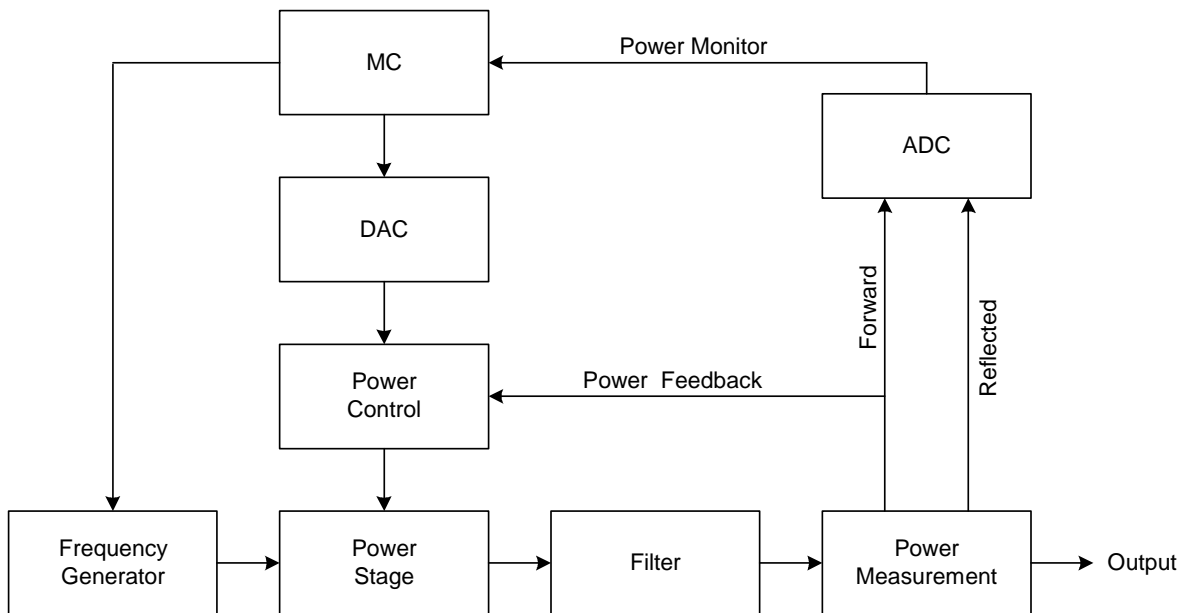 Power Monitor
MC
ADC
DAC
Forward
Reflected
Power
Control
Power Feedback
Frequency
Generator
Power
Stage
Filter
Power
Measurement
Output